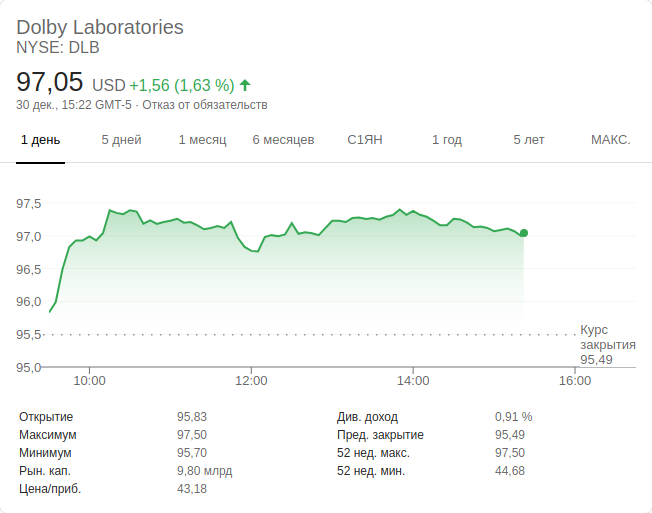 Dolby Laboratories
NYSE: DLB
97,05 USD +1,56 (1,63 %) ↑
30 дек., 15:22 GMT-5 · Отказ от обязательств
1 день 5 дней 1 месяц 6 месяцев С1ЯН 1 год 5 лет МАКС.
97,5
97,0
96,5
96,0
95,5
95,0
Курс
закрытия
95,49
10:00 12:00 14:00 16:00
Открытие 95,83 Див. доход 0,91 %
Максимум 97,50 Пред. закрытие 95,49
Минимум 95,70 52 нед. макс. 97,50
Рын. кап. 9,80 млрд 52 нед. мин. 44,68
Цена/приб. 43,18